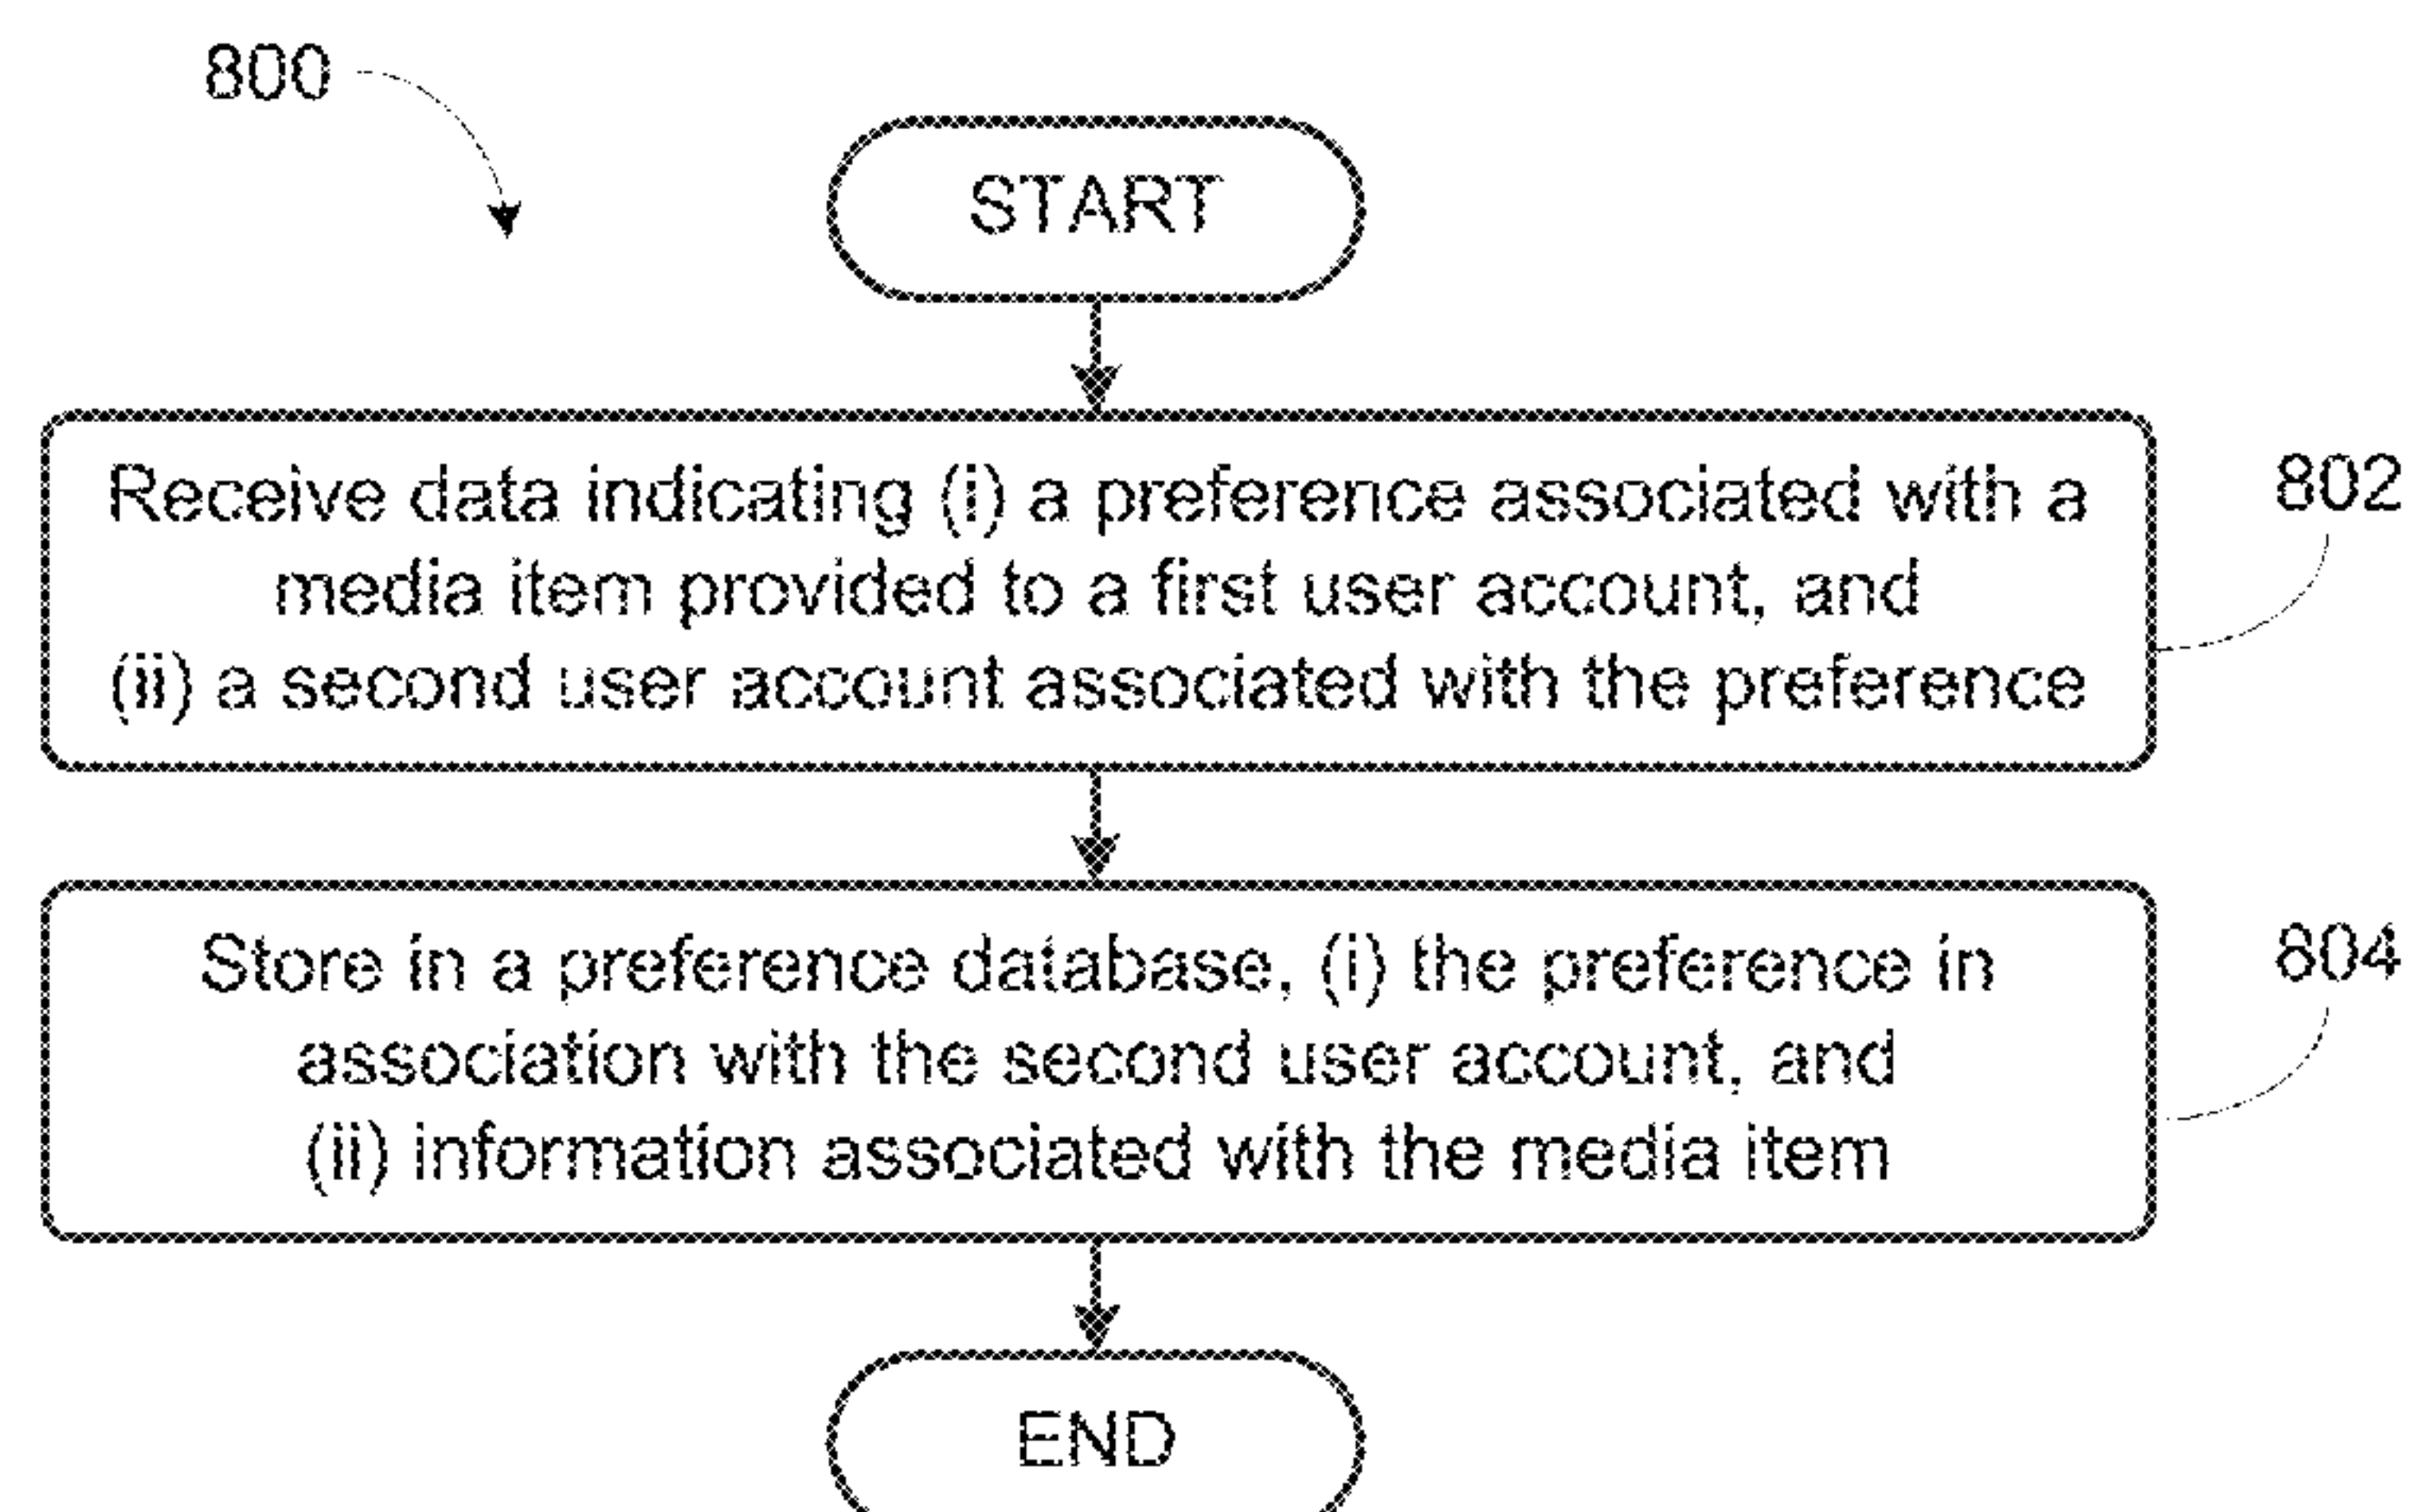 800
START
Receive data indicating (i) a preference associated with a
media item provided to a first user account, and
(ii) a second user account associated with the preference
802
Store in a preference database, (i) the preference in
association with the second user account, and
(ii) information associated with the media item
804
END